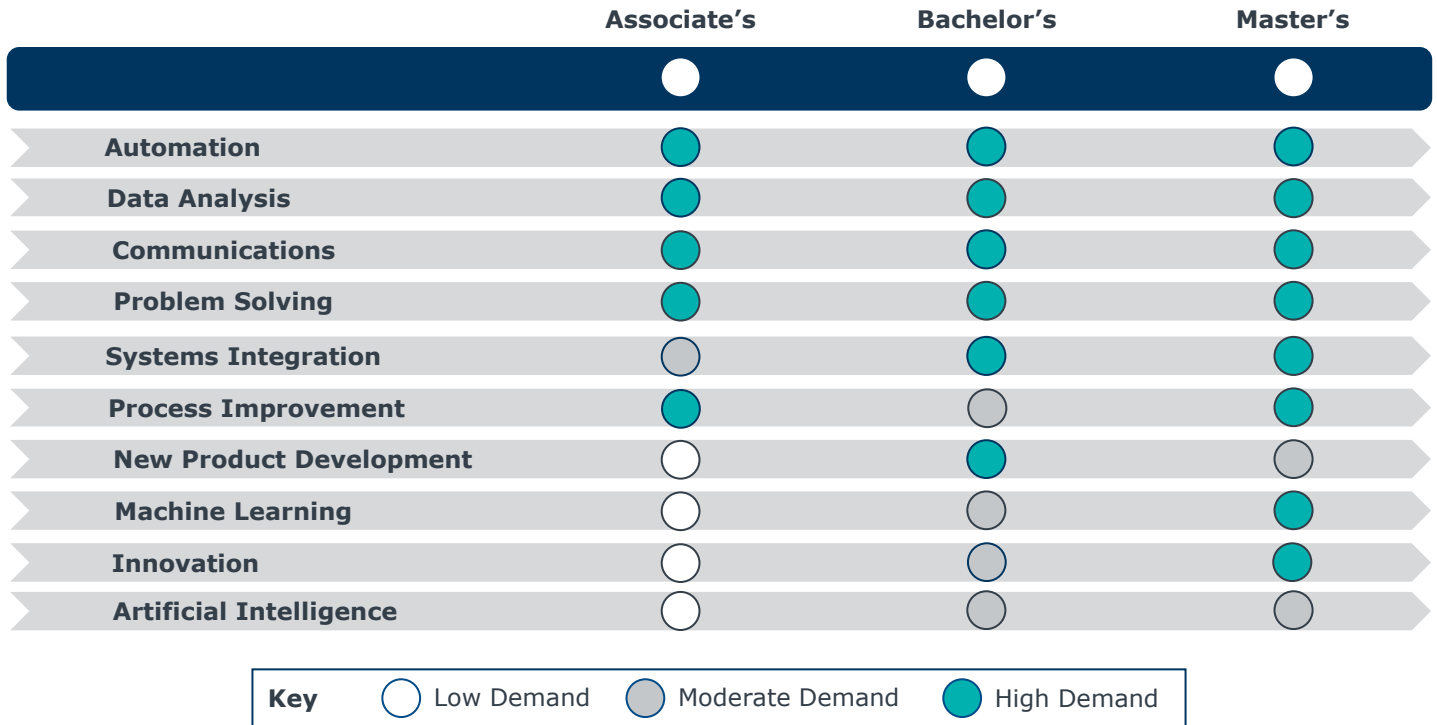 Associate’s Bachelor’s Master’s
Automation
Data Analysis
Communications
Problem Solving
Systems Integration
Process Improvement
New Product Development
Machine Learning
Innovation
Artificial Intelligence
Key Low Demand Moderate Demand High Demand